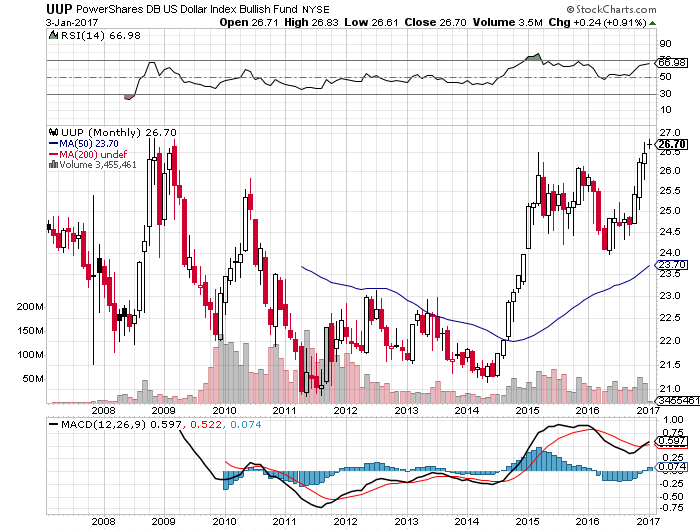 UUP PowerShares DB US Dollar Index Bullish Fund NYSE
© StockCharts.com
3-Jan-2017
Open 26.71 High 26.83 Low 26.61 Close 26.70 Volume 3.5M Chg +0.24 (+0.91%)
RSI(14) 66.98
90
70
66.98
50
30
10
UUP (Monthly) 26.70
MA(50) 23.70
MA(200) undef
Volume 3,455,461
27.0
26.70
26.5
26.0
25.5
25.0
24.5
24.0
23.70
23.5
23.0
22.5
22.0
21.5
21.0
200M
150M
100M
50M
3455461
2008 2009 2010 2011 2012 2013 2014 2015 2016 2017
MACD(12,26,9) 0.597, 0.522, 0.074
1.00
0.597
0.25
0.074
0.00
-0.25
-0.50
-0.75
2008 2009 2010 2011 2012 2013 2014 2015 2016 2017